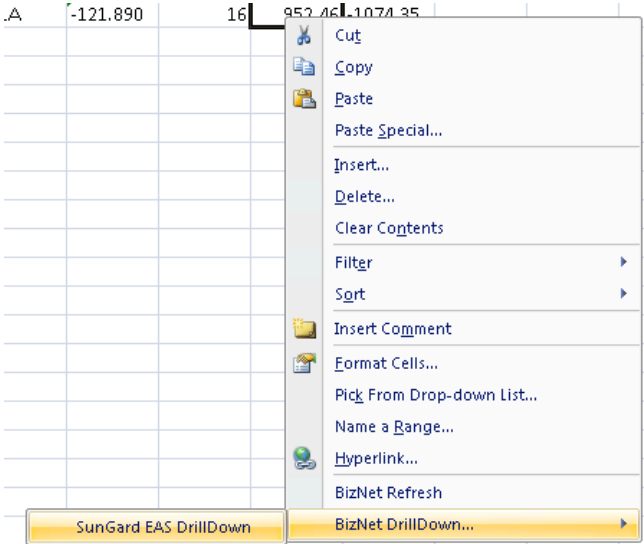 .A -121.890 16 952.46 -1074.35
Cut
Copy
Paste
Paste Special...
Insert...
Delete...
Clear Contents
Filter
Sort
Insert Comment
Format Cells...
Pick From Drop-down List...
Name a Range...
Hyperlink...
BizNet Refresh
SunGard EAS DrillDown BizNet DrillDown...